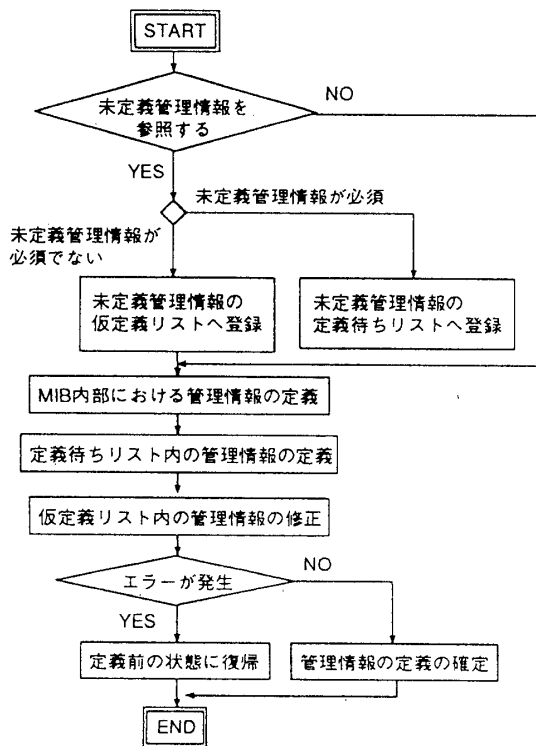 START
未定義管理情報を
参照する
NO
YES
未定義管理情報が必須
未定義管理情報が
必須でない
未定義管理情報の
仮定義リストへ登録
未定義管理情報の
定義待ちリストへ登録
MIB内部における管理情報の定義
定義待ちリスト内の管理情報の定義
仮定義リスト内の管理情報の修正
エラーが発生
NO
YES
定義前の状態に復帰
管理情報の定義の確定
END